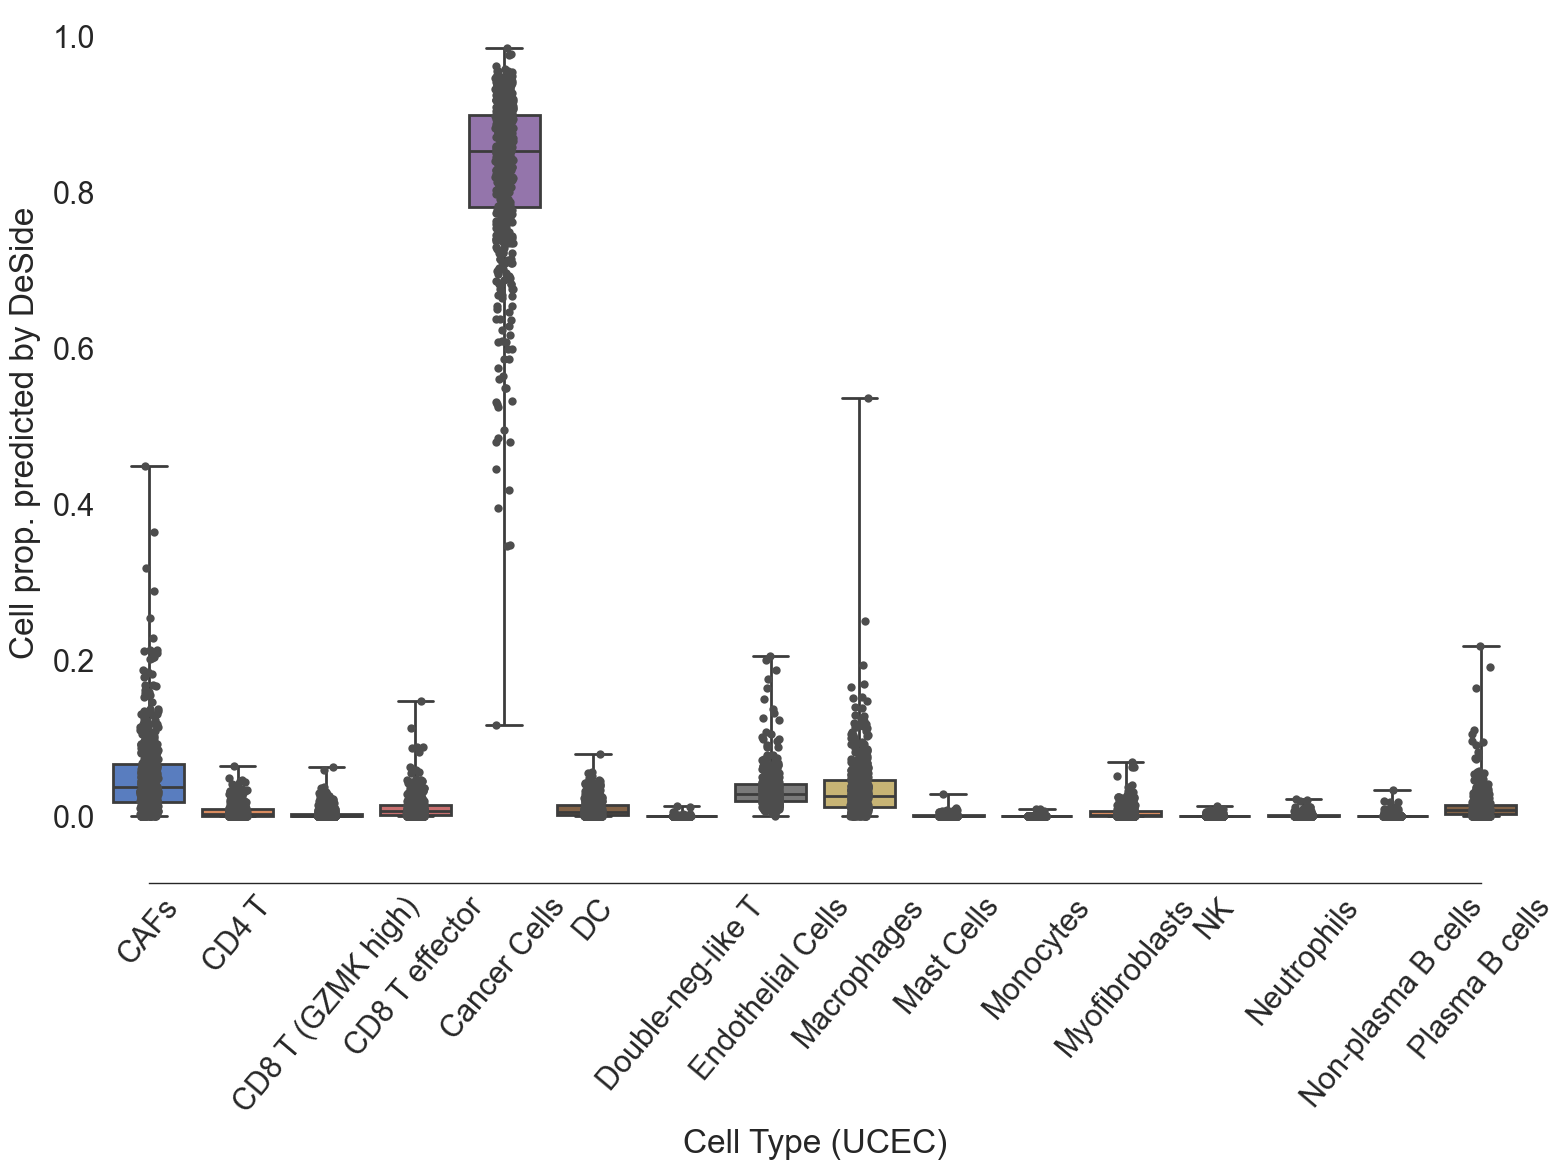 Cell prop. predicted by DeSide
1.0
0.8
0.6
0.4
0.2
0.0
CAFs
CD4 T
CD8 T (GZMK high)
CD8 T effector
Cancer Cells
DC
Double-neg-like T
Endothelial Cells
Macrophages
Mast Cells
Monocytes
Myofibroblasts
NK
Neutrophils
Non-plasma B cells
Plasma B cells
Cell Type (UCEC)